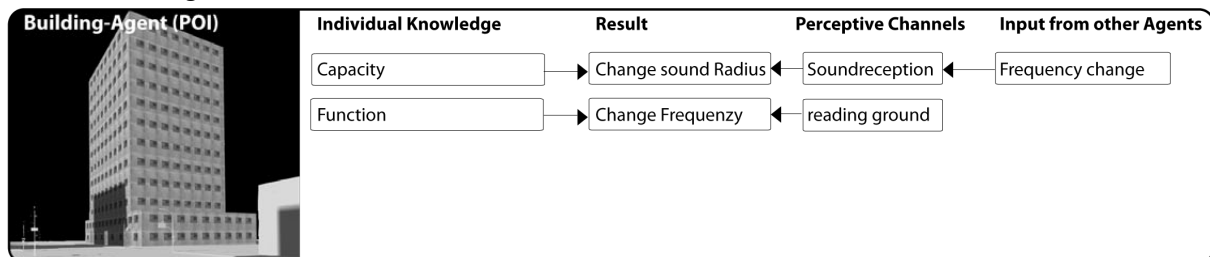 Building-Agent (POI)
Individual Knowledge Result Perceptive Channels Input from other Agents
Capacity Change sound Radius Soundreception Frequency change
Function Change Frequenzy reading ground